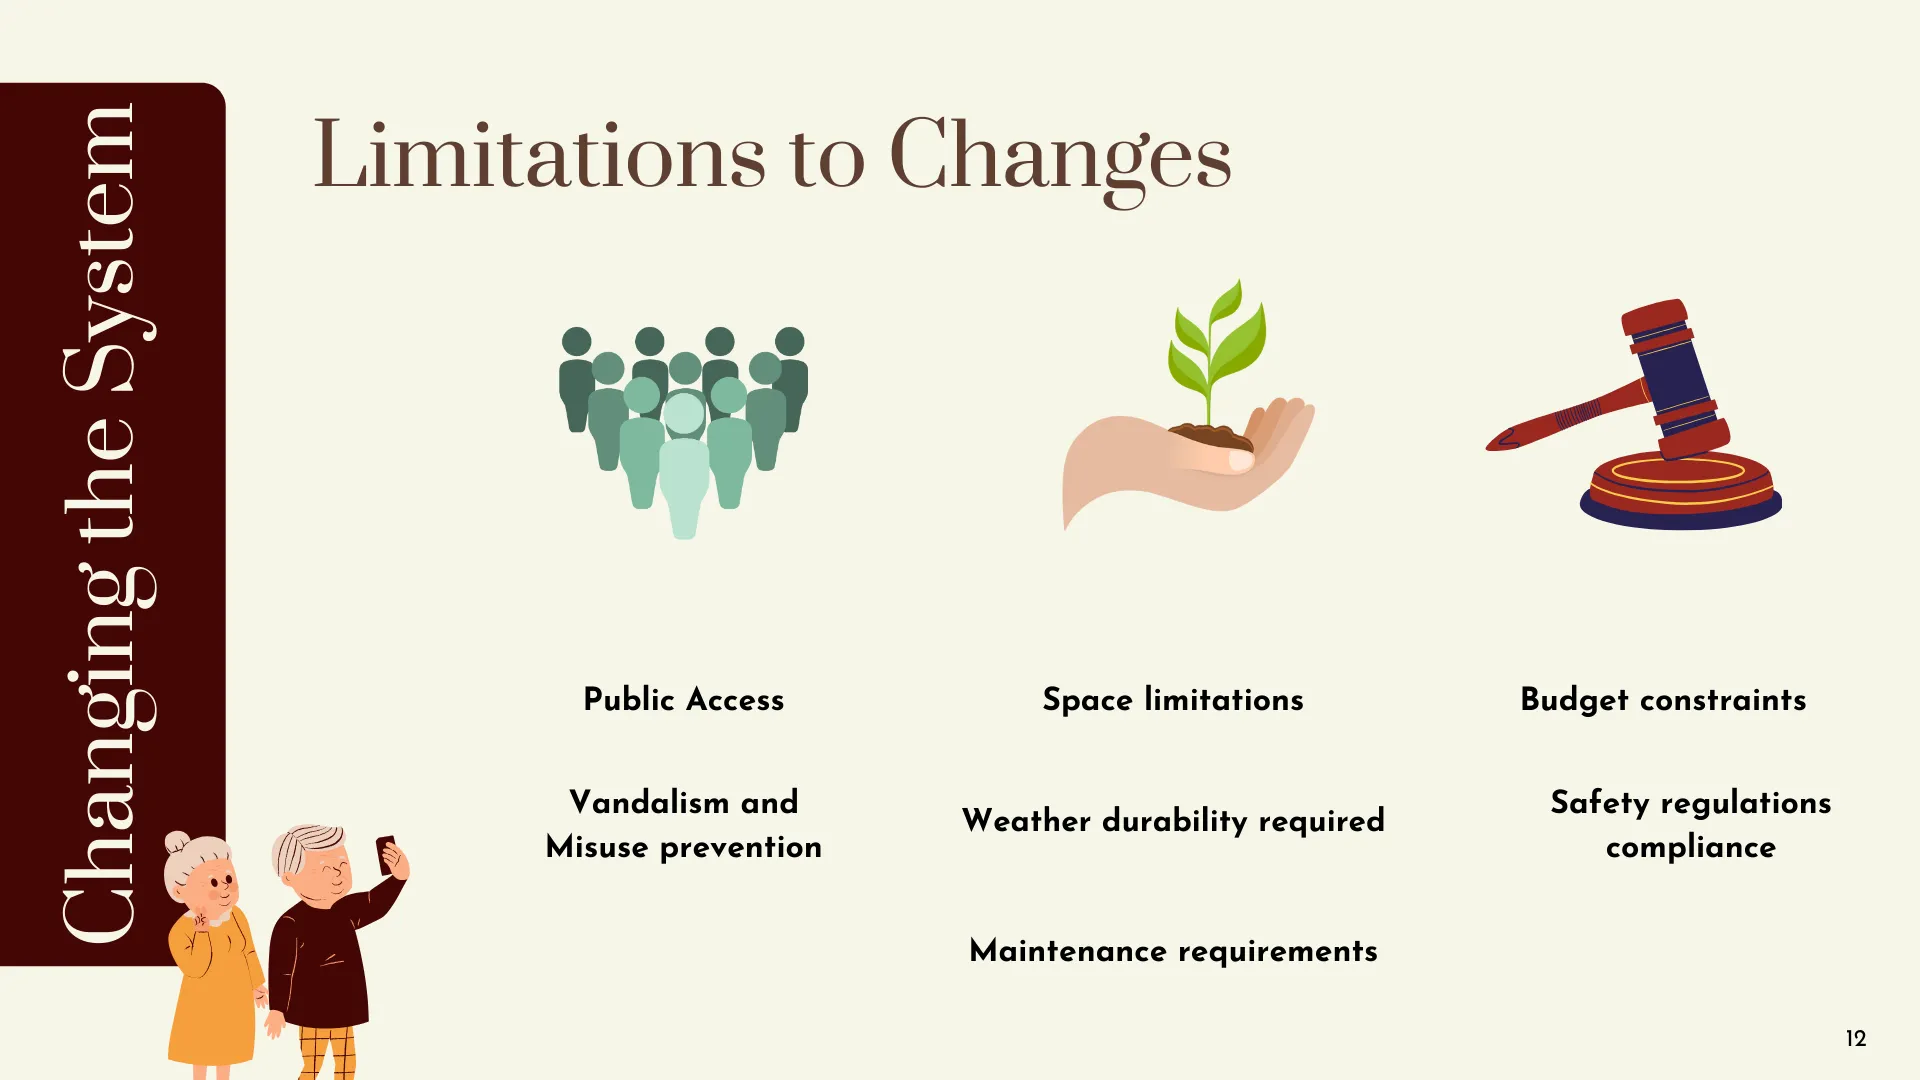 Changing the System
Limitations to Changes
Public Access
Vandalism and
Misuse prevention
Space limitations
Weather durability required
Maintenance requirements
Budget constraints
Safety regulations
compliance
12